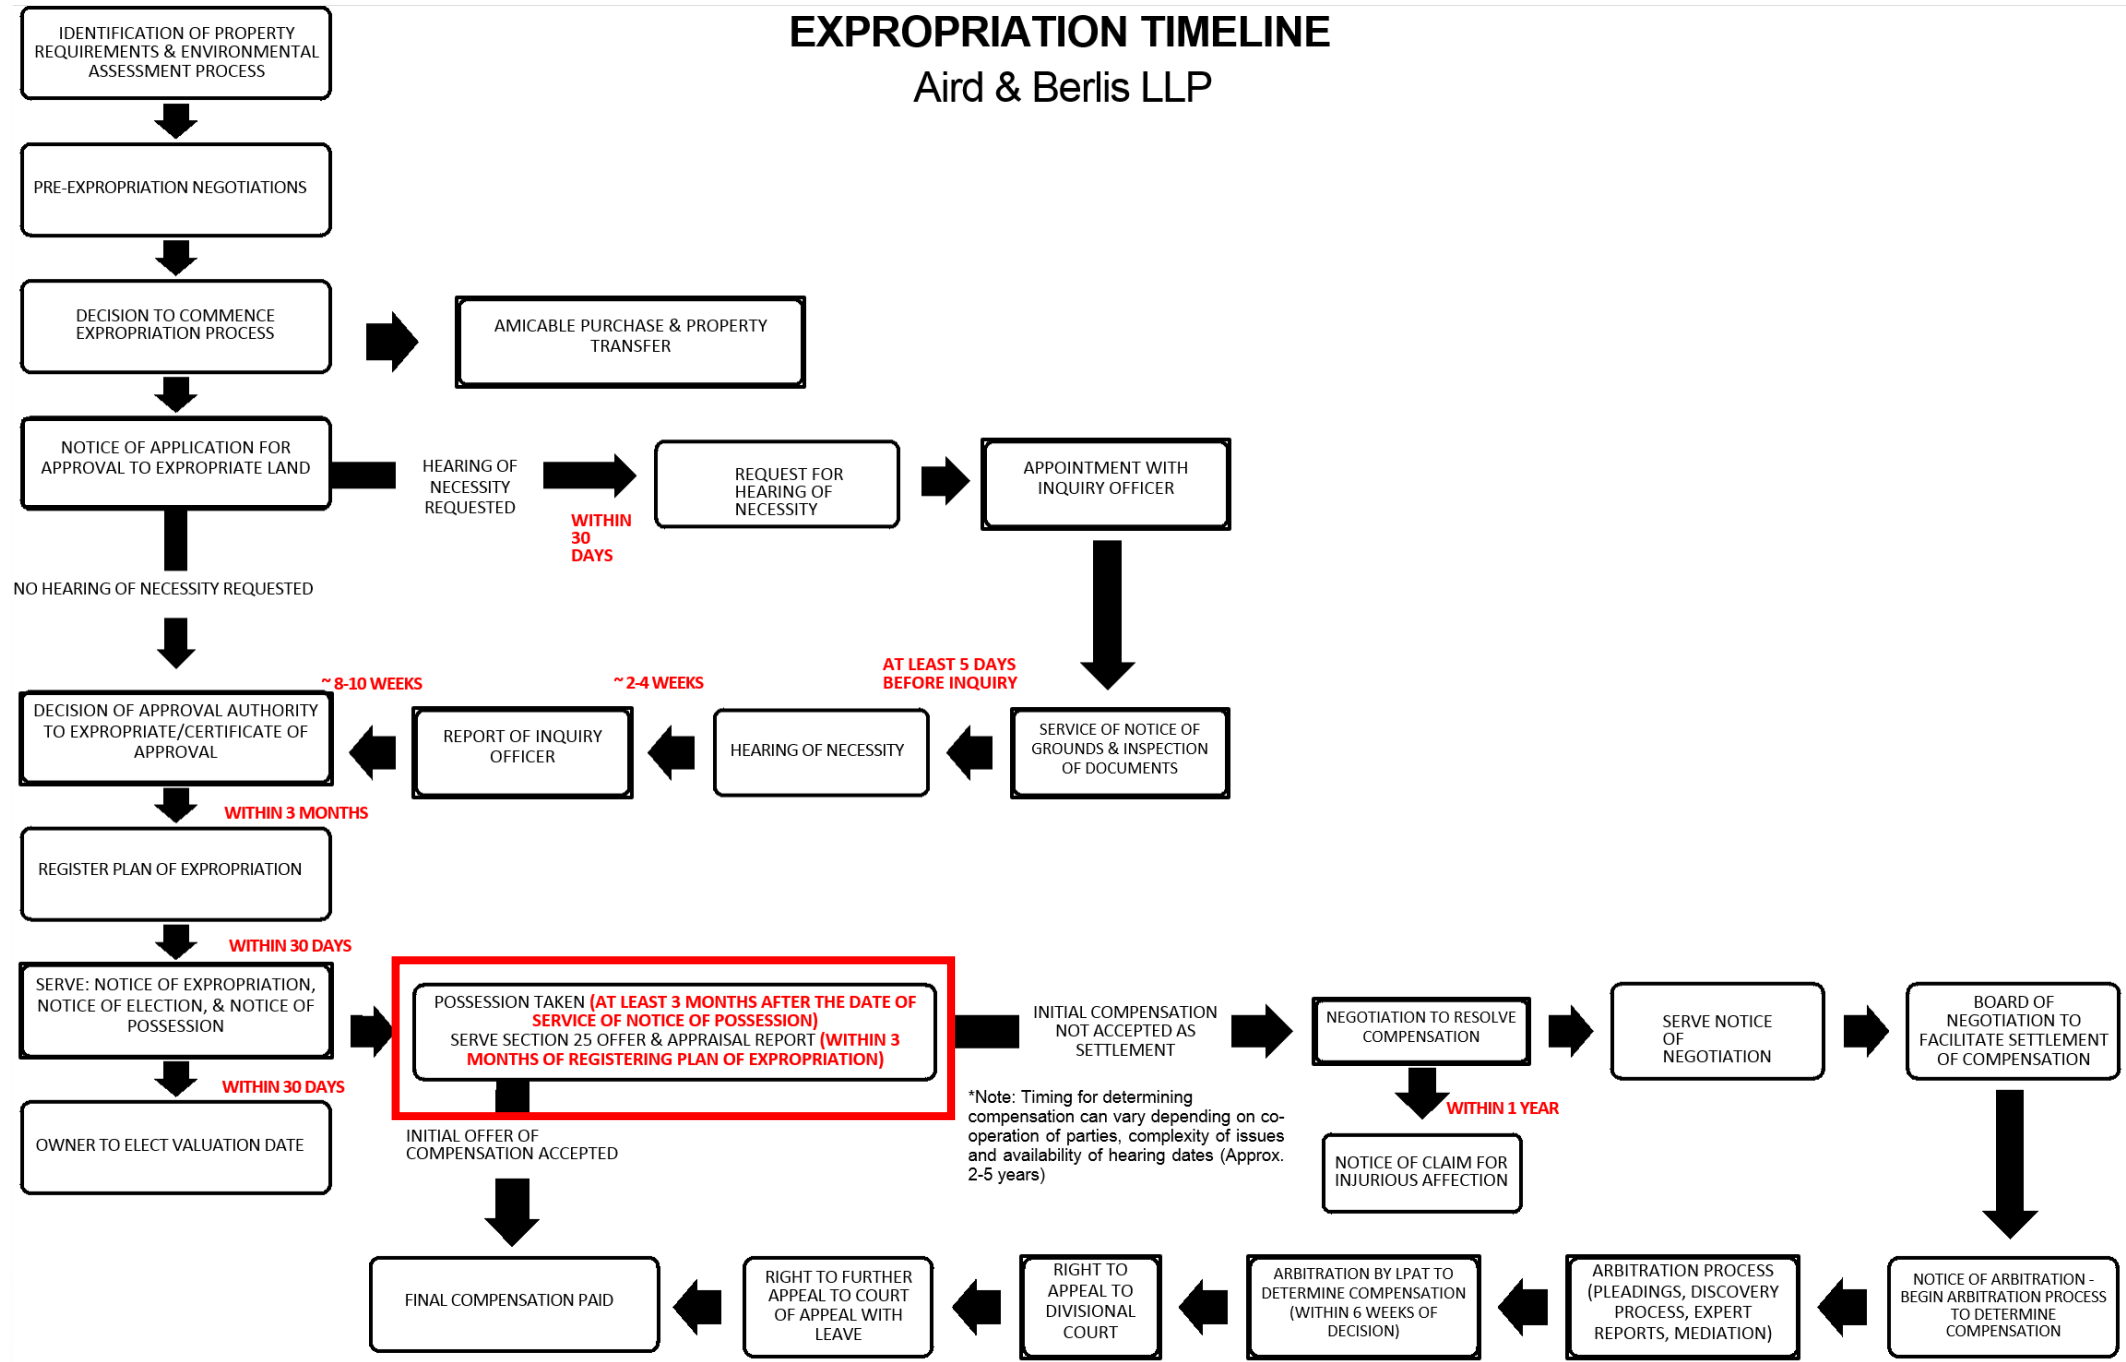 EXPROPRIATION TIMELINE
Aird & Berlis LLP
IDENTIFICATION OF PROPERTY
REQUIREMENTS & ENVIRONMENTAL
ASSESSMENT PROCESS
PRE-EXPROPRIATION NEGOTIATIONS
DECISION TO COMMENCE
EXPROPRIATION PROCESS
AMICABLE PURCHASE & PROPERTY
TRANSFER
NOTICE OF APPLICATION FOR
APPROVAL TO EXPROPRIATE LAND
HEARING OF
NECESSITY
REQUESTED
WITHIN
30
DAYS
REQUEST FOR
HEARING OF
NECESSITY
APPOINTMENT WITH
INQUIRY OFFICER
NO HEARING OF NECESSITY REQUESTED
AT LEAST 5 DAYS
BEFORE INQUIRY
~ 2-4 WEEKS
~ 8-10 WEEKS
SERVICE OF NOTICE OF
GROUNDS & INSPECTION
OF DOCUMENTS
HEARING OF NECESSITY
REPORT OF INQUIRY
OFFICER
DECISION OF APPROVAL AUTHORITY
TO EXPROPRIATE/CERTIFICATE OF
APPROVAL
WITHIN 3 MONTHS
REGISTER PLAN OF EXPROPRIATION
WITHIN 30 DAYS
SERVE: NOTICE OF EXPROPRIATION,
NOTICE OF ELECTION, & NOTICE OF
POSSESSION
WITHIN 30 DAYS
OWNER TO ELECT VALUATION DATE
POSSESSION TAKEN (AT LEAST 3 MONTHS AFTER THE DATE OF
SERVICE OF NOTICE OF POSSESSION)
SERVE SECTION 25 OFFER & APPRAISAL REPORT (WITHIN 3
MONTHS OF REGISTERING PLAN OF EXPROPRIATION)
INITIAL OFFER OF
COMPENSATION ACCEPTED
INITIAL COMPENSATION
NOT ACCEPTED AS
SETTLEMENT
*Note: Timing for determining
compensation can vary depending on co-
operation of parties, complexity of issues
and availability of hearing dates (Approx.
2-5 years)
NEGOTIATION TO RESOLVE
COMPENSATION
WITHIN 1 YEAR
NOTICE OF CLAIM FOR
INJURIOUS AFFECTION
SERVE NOTICE
OF
NEGOTIATION
BOARD OF
NEGOTIATION TO
FACILITATE SETTLEMENT
OF COMPENSATION
NOTICE OF ARBITRATION -
BEGIN ARBITRATION PROCESS
TO DETERMINE
COMPENSATION
ARBITRATION PROCESS
(PLEADINGS, DISCOVERY
PROCESS, EXPERT
REPORTS, MEDIATION)
ARBITRATION BY LPAT TO
DETERMINE COMPENSATION
(WITHIN 6 WEEKS OF
DECISION)
RIGHT TO
APPEAL TO
DIVISIONAL
COURT
RIGHT TO FURTHER
APPEAL TO COURT
OF APPEAL WITH
LEAVE
FINAL COMPENSATION PAID